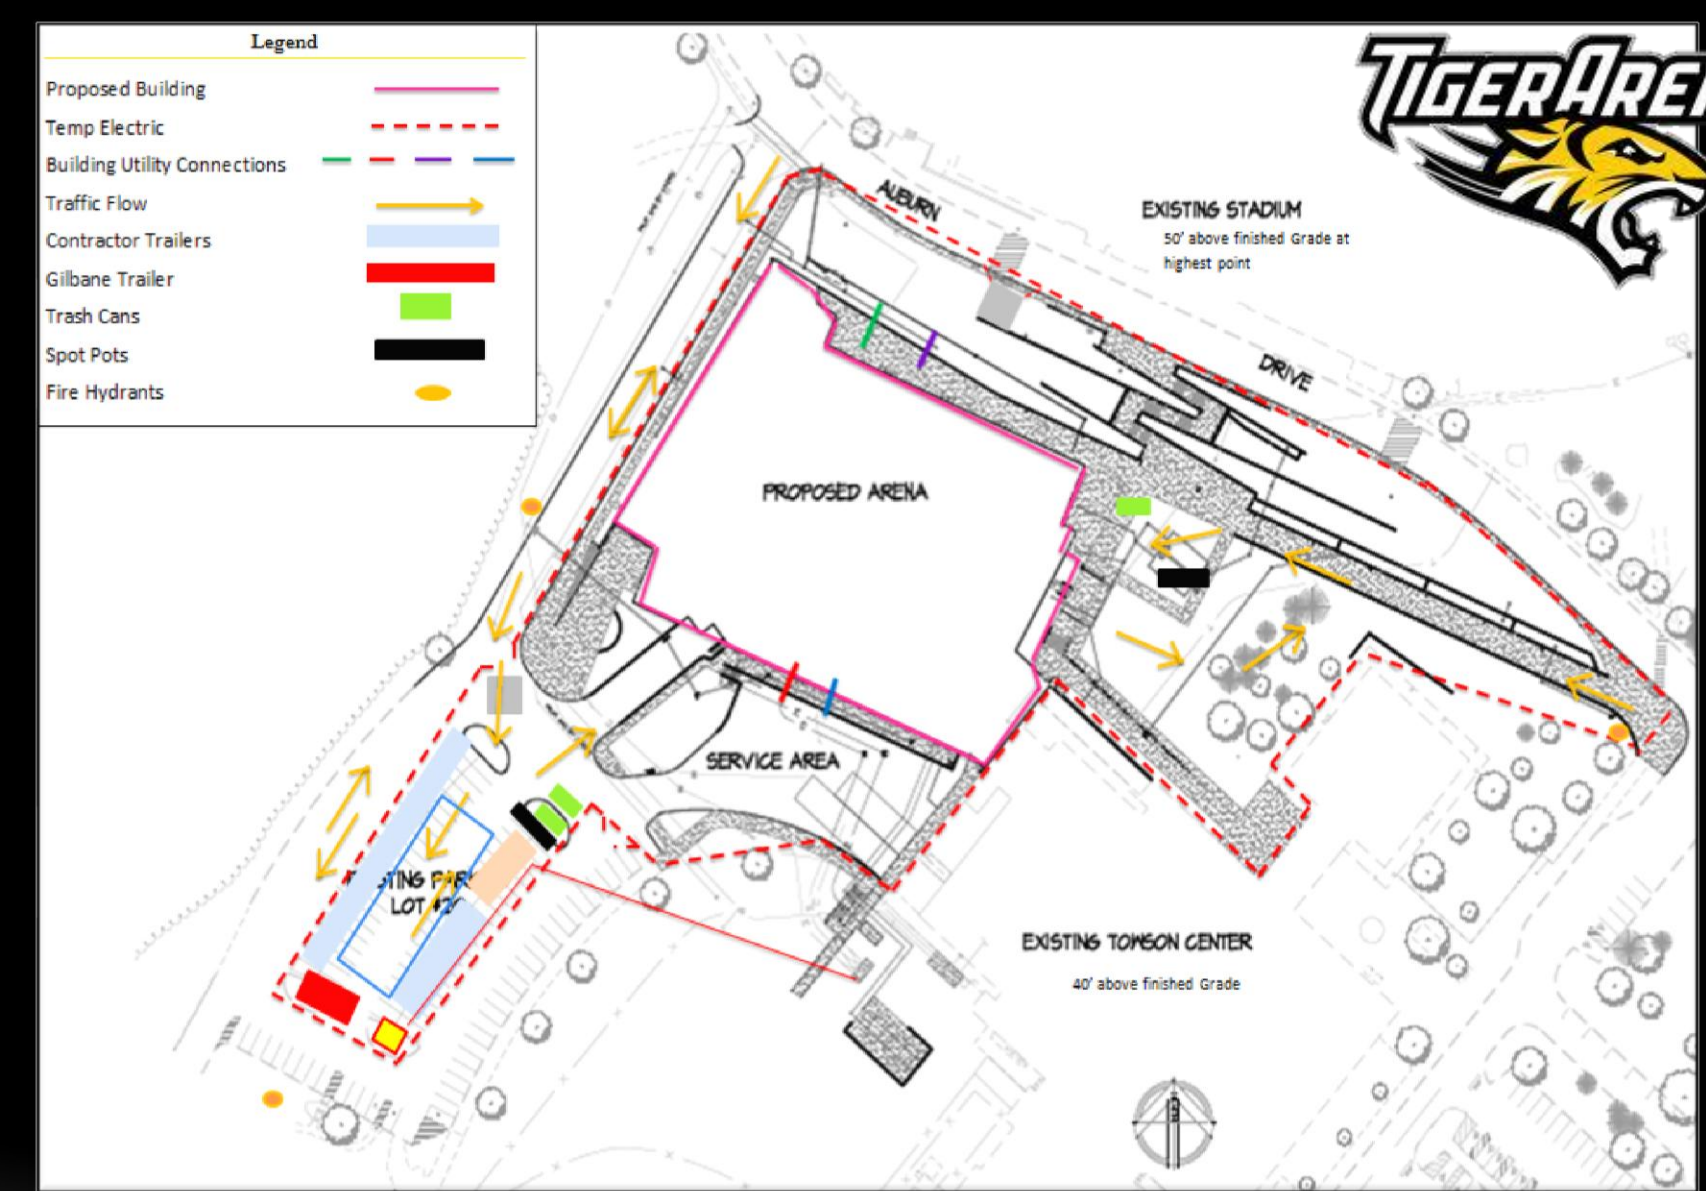 Legend
Proposed Building
Temp Electric
Building Utility Connections
Traffic Flow
Contractor Trailers
Gilbane Trailer
Trash Cans
Spot Pots
Fire Hydrants
TIGERARE
AUBURN
DRIVE
EXISTING STADIUM
50' above finished Grade at
highest point
PROPOSED ARENA
SERVICE AREA
LOT
EXISTING TOWSON CENTER
40' above finished Grade